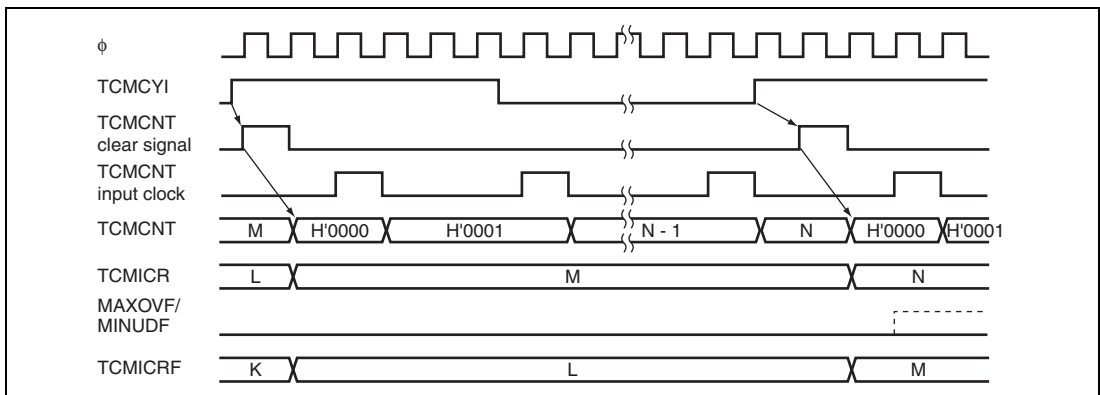 ϕ
TCMCYI
TCMCNT
clear signal
TCMCNT
input clock
TCMCNT M H'0000 H'0001 N - 1 N H'0000 H'0001
TCMICR L M N
MAXOVF/
MINUDF
TCMICRF K L M